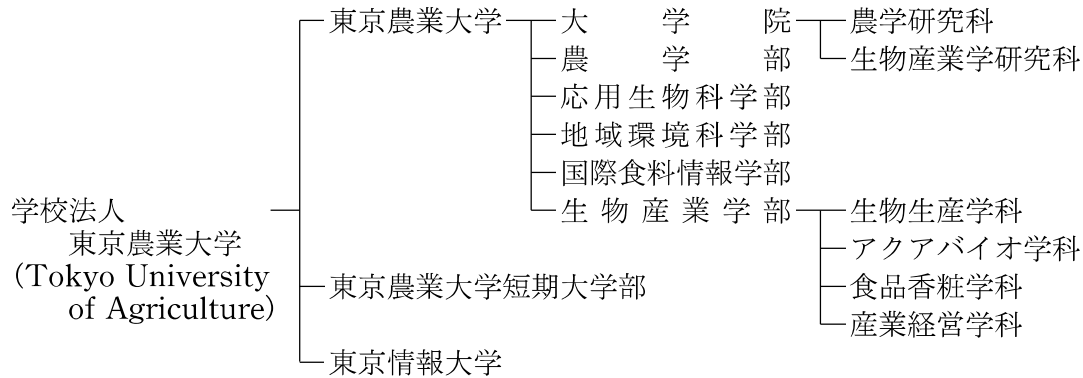 東京農業大学
大学院
農学研究科
生物産業学研究科
農学部
応用生物科学部
地域環境科学部
国際食料情報学部
生物産業学部
生物生産学科
アクアバイオ学科
食品香粧学科
産業経営学科
学校法人
東京農業大学
(Tokyo University
of Agriculture)
東京農業大学短期大学部
東京情報大学